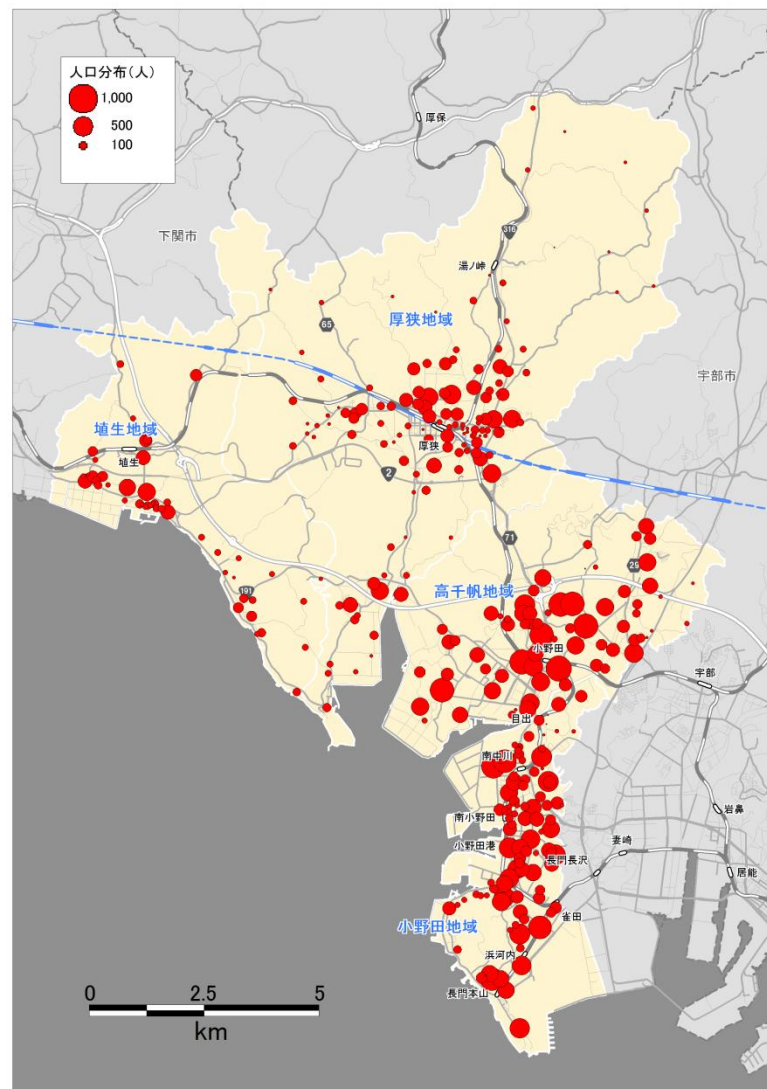 人口分布(人)
1,000
500
100
厚保
下関市
316
湯ノ峠
65
厚狭地域
宇部市
埴生地域
埴生
厚狭
2
71
29
191
高千帆地域
小野田
宇部
目出
南中川
岩鼻
南小野田
小野田港
妻崎
長門長沢
居能
雀田
小野田地域
浜河内
長門本山
0
2.5
5
km